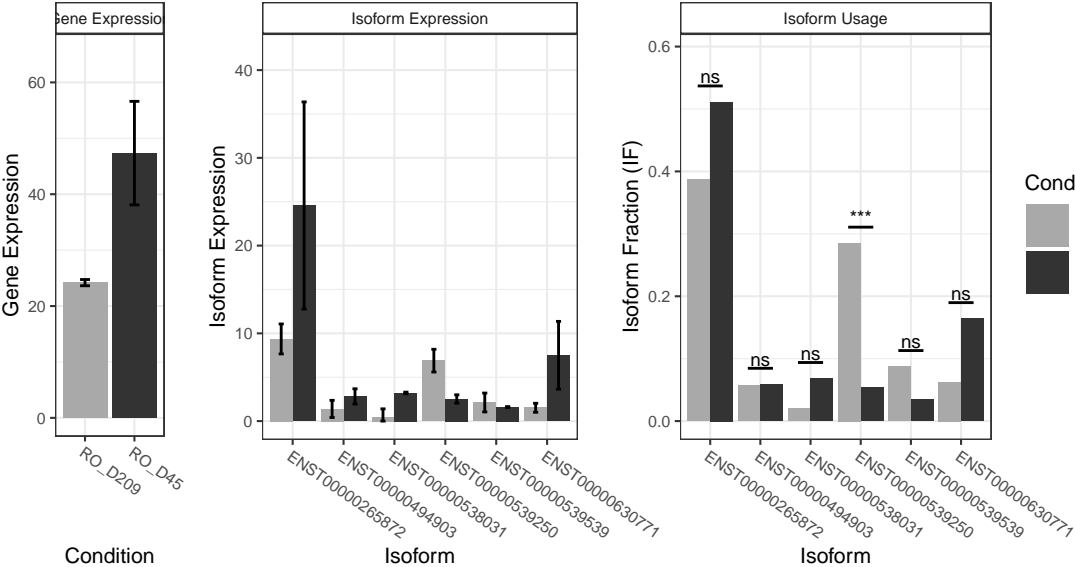 Gene Expression
Isoform Expression
Isoform Usage
Gene Expression
60
40
20
0
RO_D209
RO_D45
Condition
Isoform Expression
40
30
20
10
0
ENST00000265872
ENST00000494903
ENST00000538031
ENST00000539250
ENST00000539539
ENST00000630771
Isoform
Isoform Fraction (IF)
0.6
0.4
0.2
0.0
ns
ns
ns
***
ns
ns
ENST00000265872
ENST00000494903
ENST00000538031
ENST00000539250
ENST00000539539
ENST00000630771
Isoform
Cond